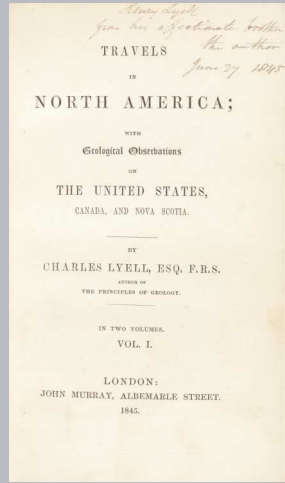 Henry Lyell
from his affectionate brother
the author
June 27 1845
TRAVELS
IN
NORTH AMERICA;
WITH
Geological Observations
ON
THE UNITED STATES,
CANADA, AND NOVA SCOTIA.
BY
CHARLES LYELL, ESQ. F.R.S.
AUTHOR OF
THE PRINCIPLES OF GEOLOGY.
IN TWO VOLUMES.
VOL. I.
LONDON:
JOHN MURRAY, ALBEMARLE STREET.
1845.